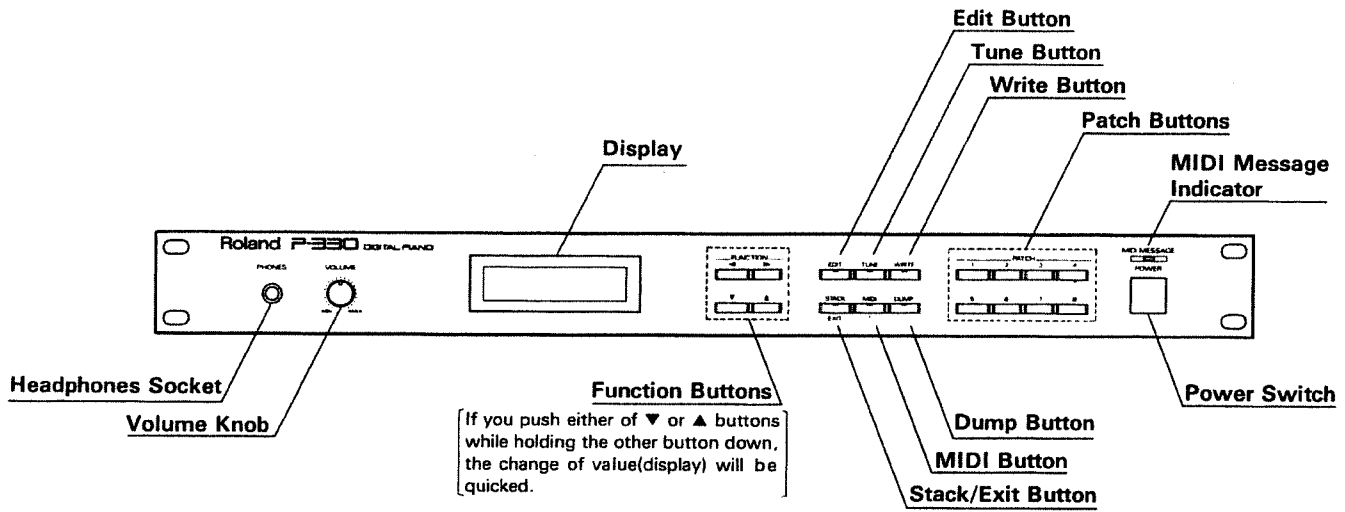 Edit Button
Tune Button
Write Button
Patch Buttons
MIDI Message
Indicator
Display
Roland P-330 DIGITAL PIANO
PHONES
VOLUME
MIN MAX
FUNCTION
◀ ▶
▼ ▲
EDIT TUNE WRITE
STACK MIDI DUMP
EXIT
PATCH
1 2 3 4
5 6 7 8
MIDI MESSAGE
POWER
Headphones Socket
Volume Knob
Function Buttons
If you push either of ▼ or ▲ buttons
while holding the other button down,
the change of value(display) will be
quicked.
Power Switch
Dump Button
MIDI Button
Stack/Exit Button